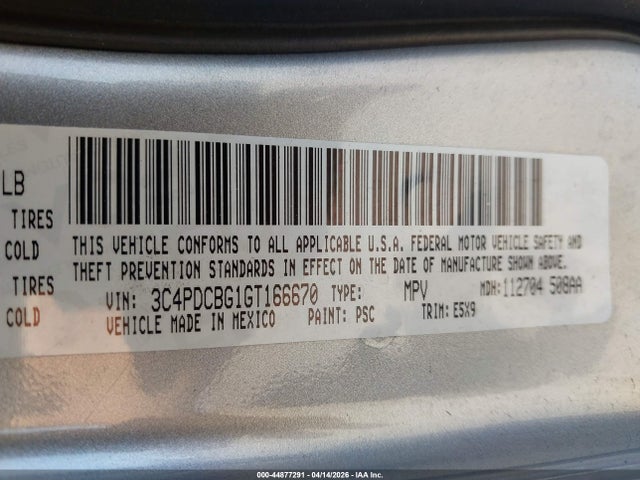 LB
TIRES
COLD
TIRES
COLD
THIS VEHICLE CONFORMS TO ALL APPLICABLE U.S.A. FEDERAL MOTOR VEHICLE SAFETY AND
THEFT PREVENTION STANDARDS IN EFFECT ON THE DATE OF MANUFACTURE SHOWN ABOVE.
VIN: 3C4PDCBG1GT166670 TYPE: MPV MDH:112704 508AA
VEHICLE MADE IN MEXICO PAINT: PSC TRIM: E5X9
000-44877291 - 04/14/2026 - IAA Inc.